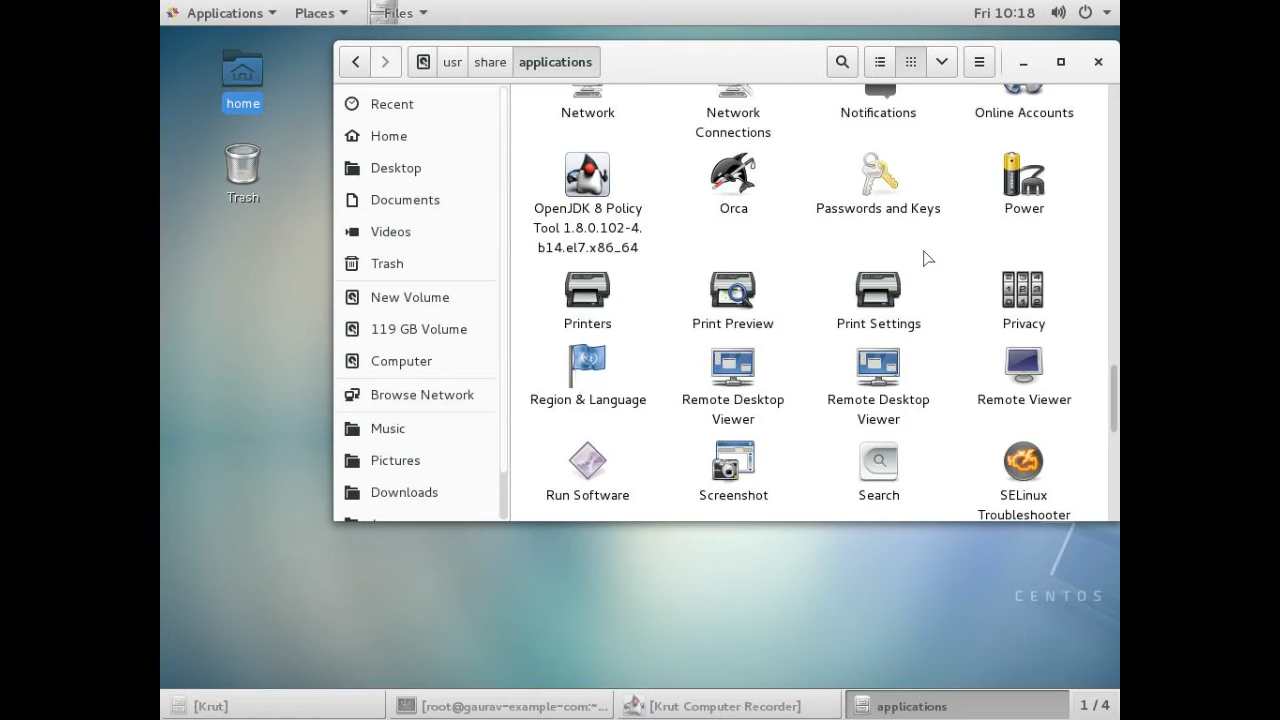 Applications
Places
Files
Fri 10:18
usr
share
applications
home
Trash
Recent
Home
Desktop
Documents
Videos
Trash
New Volume
119 GB Volume
Computer
Browse Network
Music
Pictures
Downloads
Network
Network
Connections
Notifications
Online Accounts
OpenJDK 8 Policy
Tool 1.8.0.102-4.
b14.el7.x86_64
Orca
Passwords and Keys
Power
Printers
Print Preview
Print Settings
Privacy
Region & Language
Remote Desktop
Viewer
Remote Desktop
Viewer
Remote Viewer
Run Software
Screenshot
Search
SELinux
Troubleshooter
7
CENTOS
[Krut]
[root@gaurav-example-com:~...
[Krut Computer Recorder]
applications
1 / 4